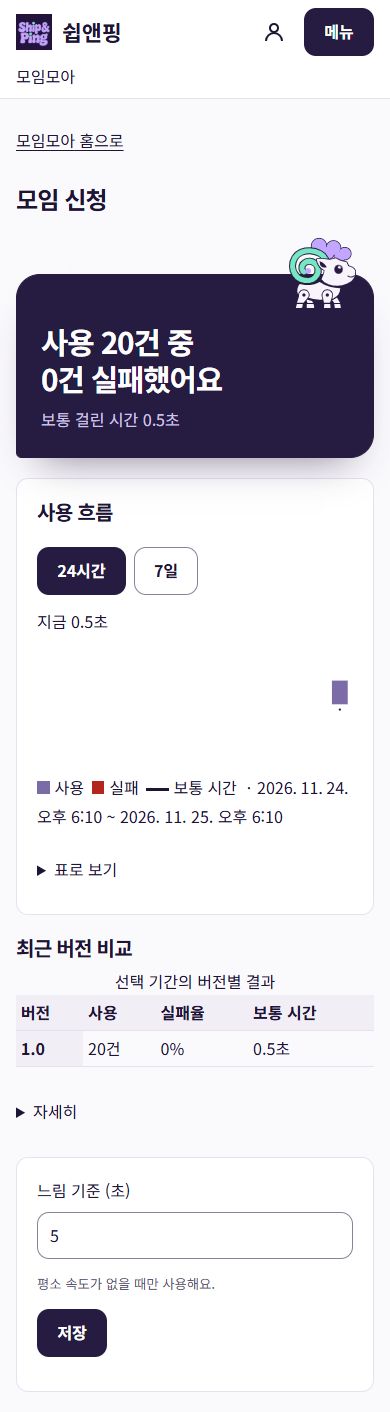 Ship&
Ping
쉽앤핑
메뉴
모임모아
모임모아 홈으로
모임 신청
사용 20건 중
0건 실패했어요
보통 걸린 시간 0.5초
사용 흐름
24시간
7일
지금 0.5초
사용 실패 보통 시간 · 2026. 11. 24.
오후 6:10 ~ 2026. 11. 25. 오후 6:10
표로 보기
최근 버전 비교
선택 기간의 버전별 결과
버전 사용 실패율 보통 시간
1.0 20건 0% 0.5초
자세히
느림 기준 (초)
5
평소 속도가 없을 때만 사용해요.
저장